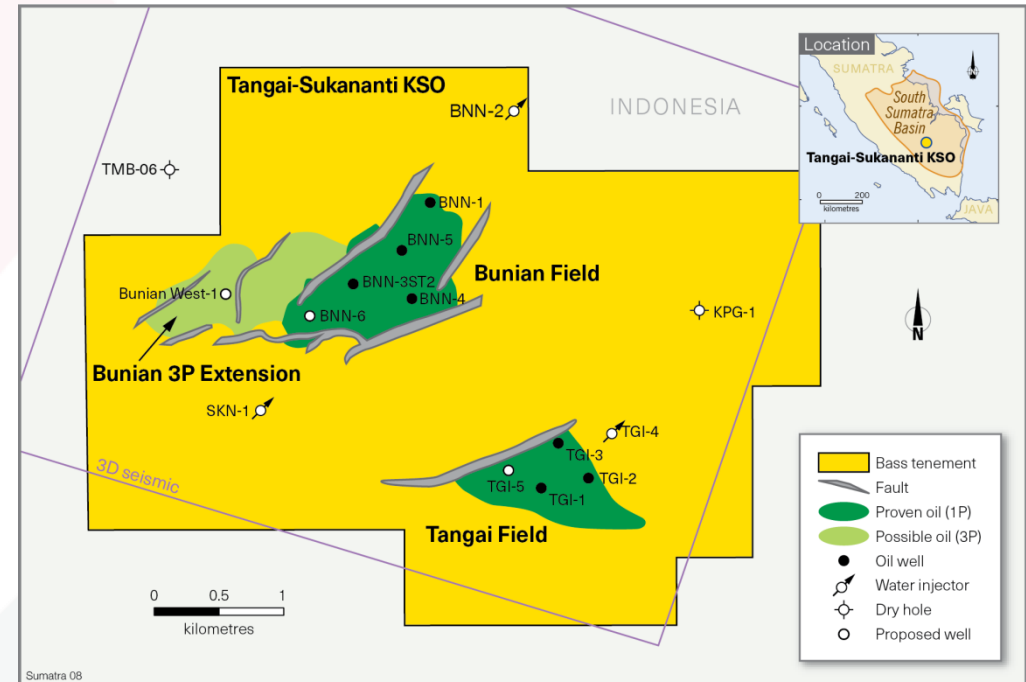 Tangai-Sukananti KSO
BNN-2
INDONESIA
TMB-06
BNN-1
BNN-5
Bunian Field
BNN-3ST2
Bunian West-1
BNN-4
BNN-6
KPG-1
N
Bunian 3P Extension
SKN-1
TGI-4
TGI-3
3D seismic
TGI-5
TGI-2
TGI-1
Tangai Field
0 0.5 1
kilometres
Sumatra 08
Location
SUMATRA
N
South
Sumatra
Basin
Tangai-Sukananti KSO
0 200
kilometres
JAVA
Bass tenement
Fault
Proven oil (1P)
Possible oil (3P)
Oil well
Water injector
Dry hole
Proposed well